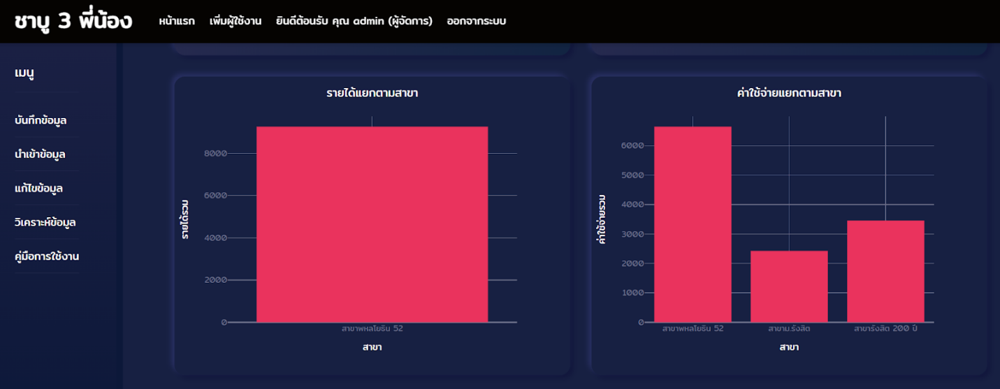 ชาบู 3 พี่น้อง
หน้าแรก เพิ่มผู้ใช้งาน ยินดีต้อนรับ คุณ admin (ผู้จัดการ) ออกจากระบบ
เมนู
บันทึกข้อมูล
นำเข้าข้อมูล
แก้ไขข้อมูล
วิเคราะห์ข้อมูล
คู่มือการใช้งาน
รายได้แยกตามสาขา
รายได้รวม
8000
6000
4000
2000
0
สาขาพหลโยธิน 52
สาขา
ค่าใช้จ่ายแยกตามสาขา
ค่าใช้จ่ายรวม
6000
5000
4000
3000
2000
1000
0
สาขาพหลโยธิน 52 สาขาม.รังสิต สาขารังสิต 200 ปี
สาขา